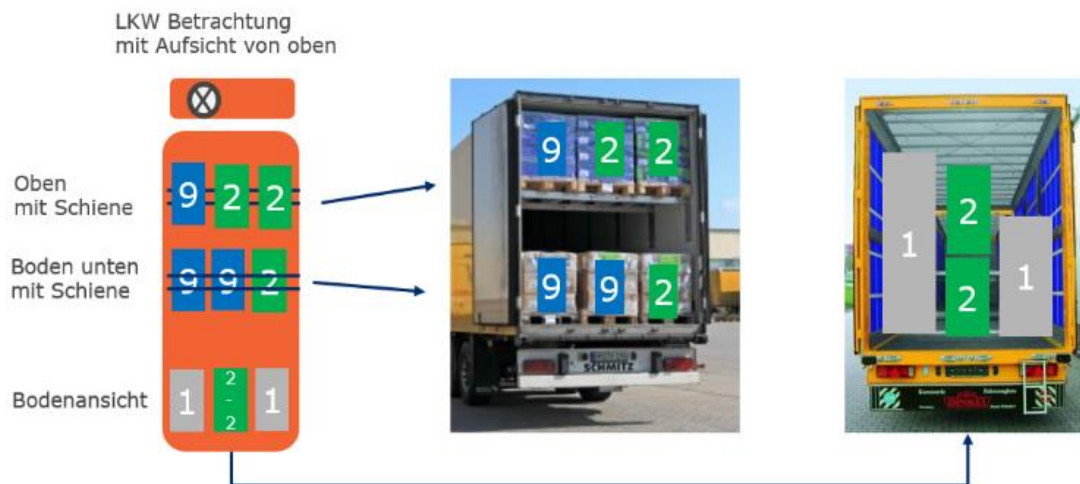 LKW Betrachtung
mit Aufsicht von oben
Oben
mit Schiene
9 2 2
Boden unten
mit Schiene
9 9 2
Bodenansicht
1
2
-
2
1
9 2 2
9 9 2
SCHMITZ
1
2
2
1